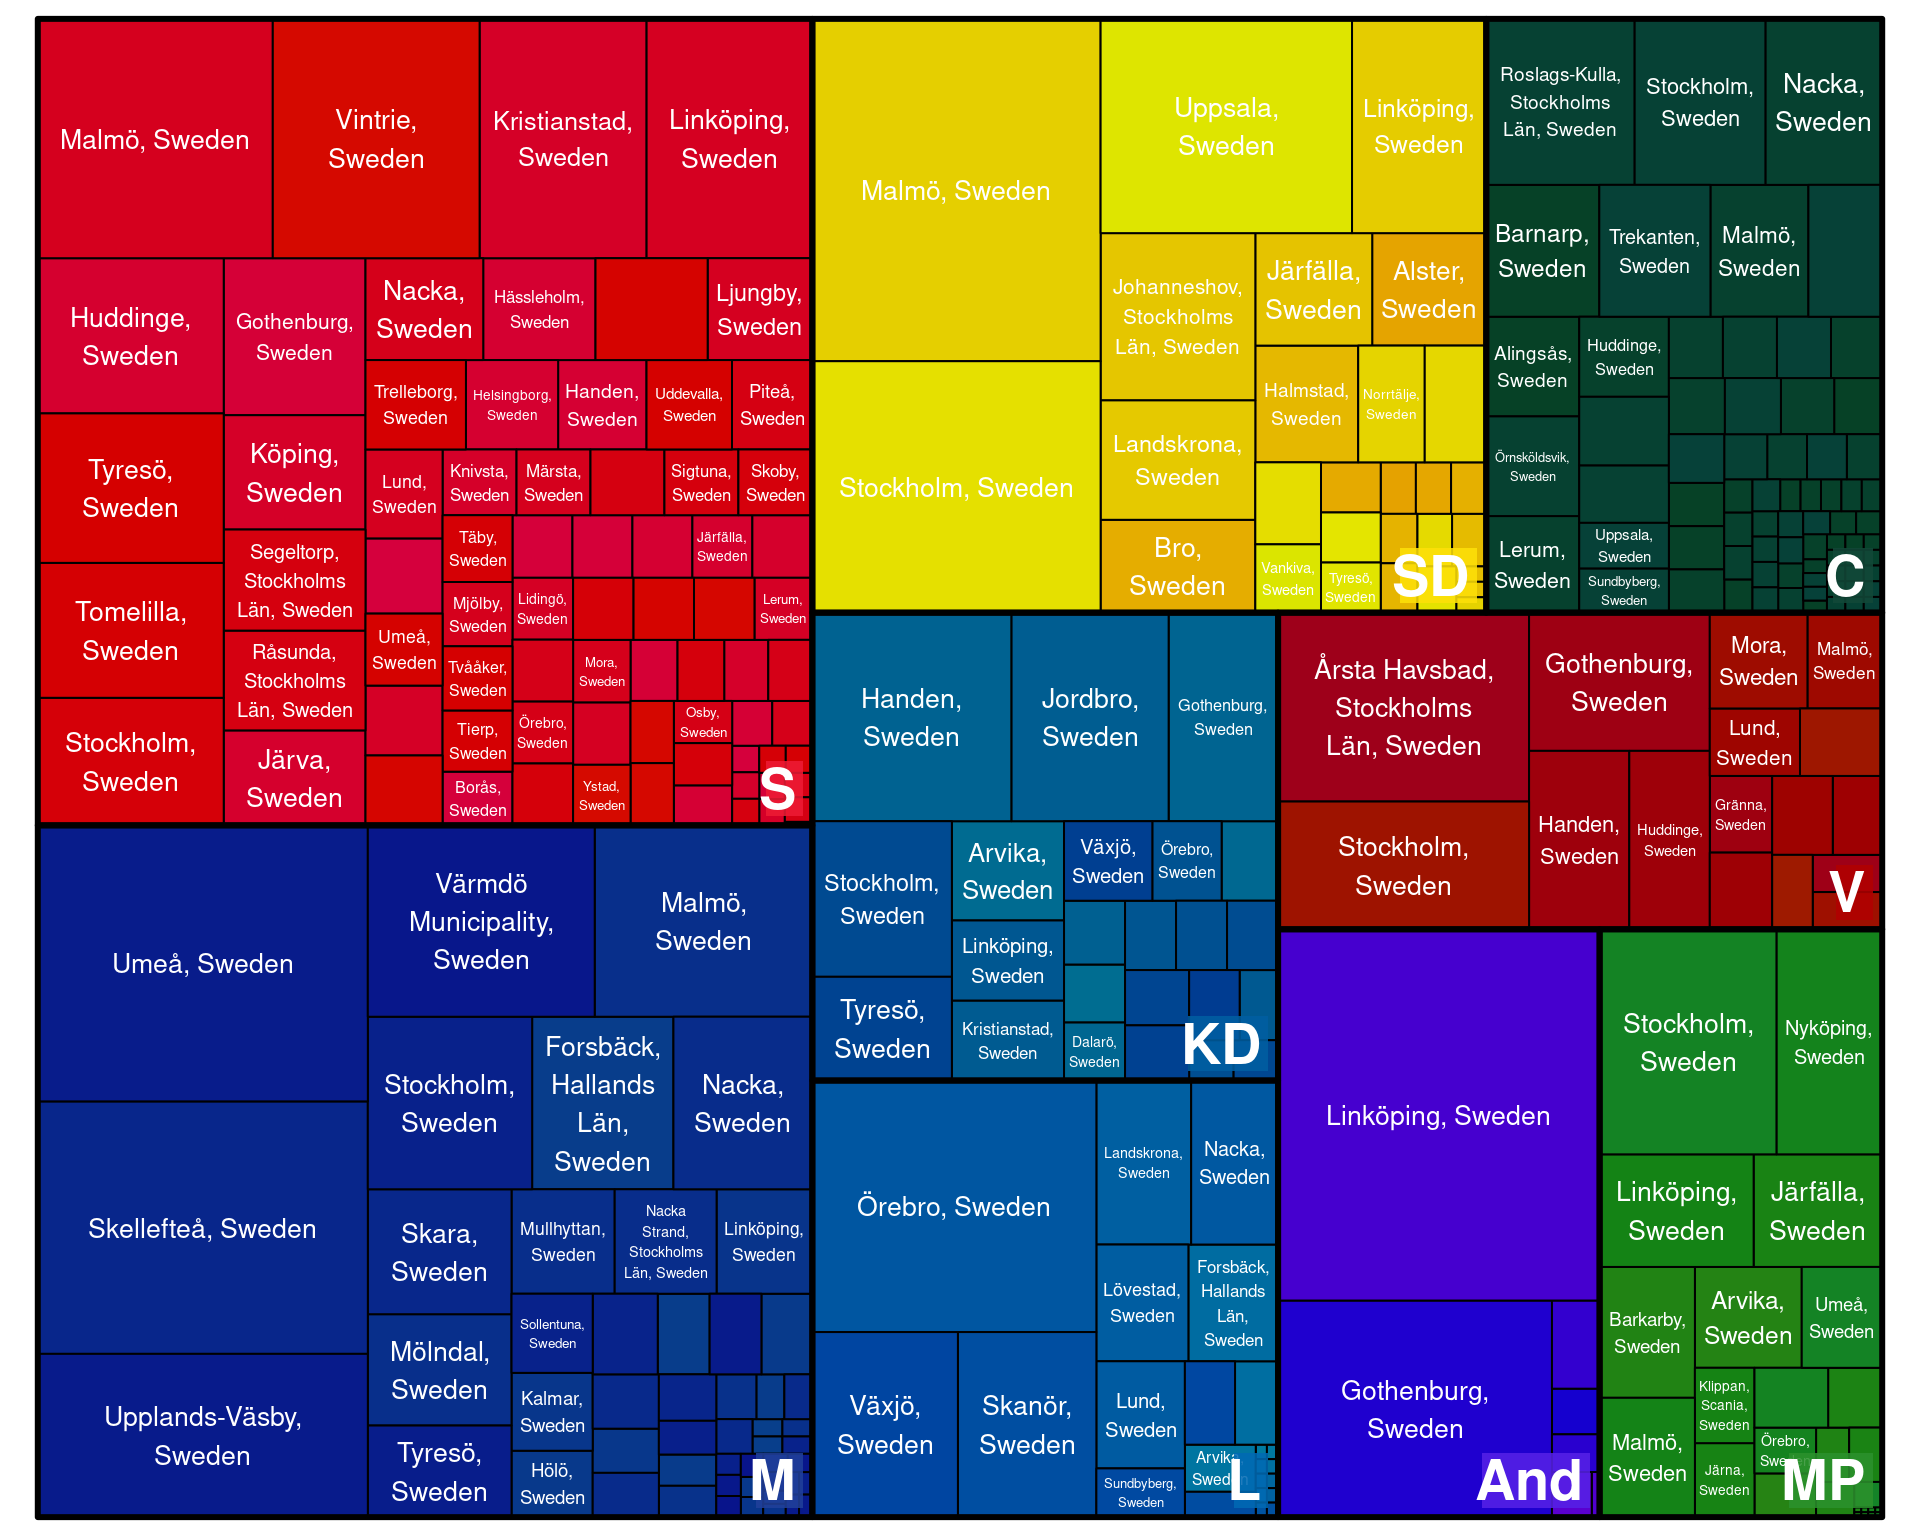 Malmö, Sweden
Vintrie,
Sweden
Kristianstad,
Sweden
Linköping,
Sweden
Huddinge,
Sweden
Gothenburg,
Sweden
Nacka,
Sweden
Hässleholm,
Sweden
Ljungby,
Sweden
Trelleborg,
Sweden
Helsingborg,
Sweden
Handen,
Sweden
Uddevalla,
Sweden
Piteå,
Sweden
Tyresö,
Sweden
Köping,
Sweden
Lund,
Sweden
Knivsta,
Sweden
Märsta,
Sweden
Sigtuna,
Sweden
Skoby,
Sweden
Segeltorp,
Stockholms
Län, Sweden
Täby,
Sweden
Järfälla,
Sweden
Tomelilla,
Sweden
Mjölby,
Sweden
Lidingö,
Sweden
Lerum,
Sweden
Råsunda,
Stockholms
Län, Sweden
Umeå,
Sweden
Tvååker,
Sweden
Mora,
Sweden
Stockholm,
Sweden
Järva,
Sweden
Tierp,
Sweden
Örebro,
Sweden
Osby,
Sweden
Borås,
Sweden
Ystad,
Sweden
S
Malmö, Sweden
Uppsala,
Sweden
Linköping,
Sweden
Stockholm, Sweden
Johanneshov,
Stockholms
Län, Sweden
Järfälla,
Sweden
Alster,
Sweden
Halmstad,
Sweden
Norrtälje,
Sweden
Landskrona,
Sweden
Bro,
Sweden
Vankiva,
Sweden
Tyresö,
Sweden
SD
Roslags-Kulla,
Stockholms
Län, Sweden
Stockholm,
Sweden
Nacka,
Sweden
Barnarp,
Sweden
Trekanten,
Sweden
Malmö,
Sweden
Alingsås,
Sweden
Huddinge,
Sweden
Örnsköldsvik,
Sweden
Lerum,
Sweden
Uppsala,
Sweden
Sundbyberg,
Sweden
C
Umeå, Sweden
Värmdö
Municipality,
Sweden
Malmö,
Sweden
Skellefteå, Sweden
Stockholm,
Sweden
Forsbäck,
Hallands
Län,
Sweden
Nacka,
Sweden
Skara,
Sweden
Mullhyttan,
Sweden
Nacka
Strand,
Stockholms
Län, Sweden
Linköping,
Sweden
Upplands-Väsby,
Sweden
Mölndal,
Sweden
Sollentuna,
Sweden
Kalmar,
Sweden
Tyresö,
Sweden
Hölö,
Sweden
M
Handen,
Sweden
Jordbro,
Sweden
Gothenburg,
Sweden
Stockholm,
Sweden
Arvika,
Sweden
Växjö,
Sweden
Örebro,
Sweden
Linköping,
Sweden
Tyresö,
Sweden
Kristianstad,
Sweden
Dalarö,
Sweden
KD
Örebro, Sweden
Landskrona,
Sweden
Nacka,
Sweden
Lövestad,
Sweden
Forsbäck,
Hallands
Län,
Sweden
Växjö,
Sweden
Skanör,
Sweden
Lund,
Sweden
Arvika,
Sweden
Sundbyberg,
Sweden
L
Årsta Havsbad,
Stockholms
Län, Sweden
Gothenburg,
Sweden
Mora,
Sweden
Malmö,
Sweden
Lund,
Sweden
Stockholm,
Sweden
Handen,
Sweden
Huddinge,
Sweden
Gränna,
Sweden
V
Linköping, Sweden
Gothenburg,
Sweden
And
Stockholm,
Sweden
Nyköping,
Sweden
Linköping,
Sweden
Järfälla,
Sweden
Barkarby,
Sweden
Arvika,
Sweden
Umeå,
Sweden
Klippan,
Scania,
Sweden
Malmö,
Sweden
Järna,
Sweden
Örebro,
Sweden
MP